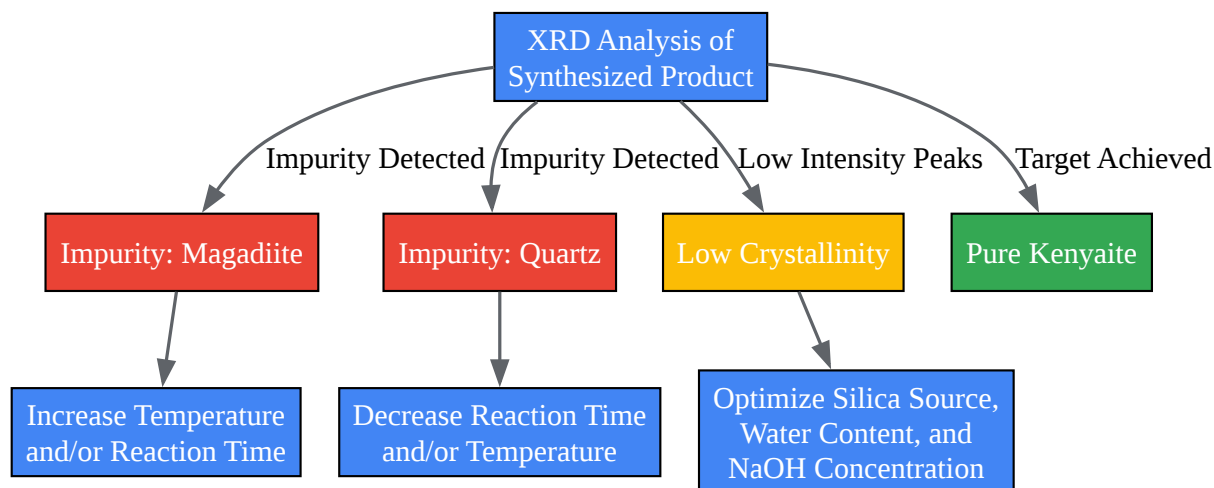 XRD Analysis of
Synthesized Product
Impurity Detected
Impurity Detected
Low Intensity Peaks
Target Achieved
Impurity: Magadiite
Impurity: Quartz
Low Crystallinity
Pure Kenyaite
Increase Temperature
and/or Reaction Time
Decrease Reaction Time
and/or Temperature
Optimize Silica Source,
Water Content, and
NaOH Concentration